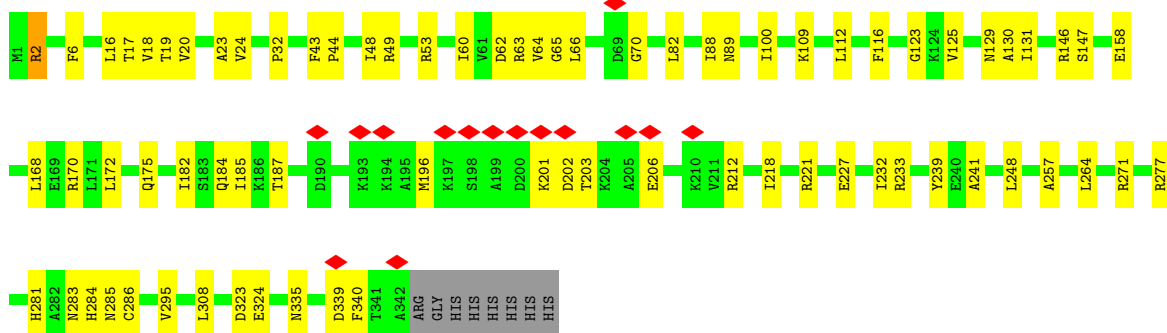 M1 R2 F6 L16 T17 V18 T19 V20 A23 V24 P32 F43 P44 I48 R49 R53 I60 V61 D62 R63 V64 G65 L66 D69 G70 L82 I88 N89 I100 K109 L112 F116 G123 K124 V125 N129 A130 I131 R146 S147 E158
L168 E169 R170 L171 L172 Q175 I182 S183 Q184 I185 K186 T187 D190 K193 K194 A195 M196 K197 S198 A199 D200 K201 D202 T203 K204 A205 E206 K210 V211 R212 I218 R221 E227 I232 R233 Y239 E240 A241 L248 A257 L264 R271 R277
H281 A282 N283 H284 N285 C286 V295 L308 D323 E324 N335 D339 F340 T341 A342 ARG GLY HIS HIS HIS HIS HIS HIS